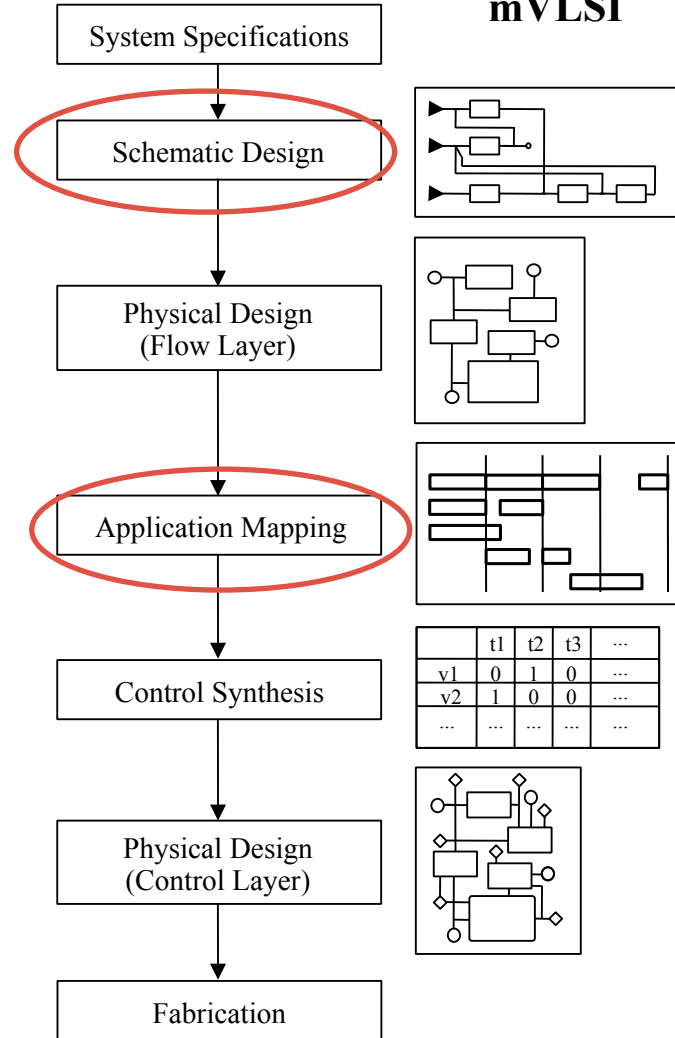 mVLSI
System Specifications
Schematic Design
Physical Design
(Flow Layer)
Application Mapping
t1 t2 t3 ...
v1 0 1 0 ...
v2 1 0 0 ...
... ... ... ... ...
Control Synthesis
Physical Design
(Control Layer)
Fabrication